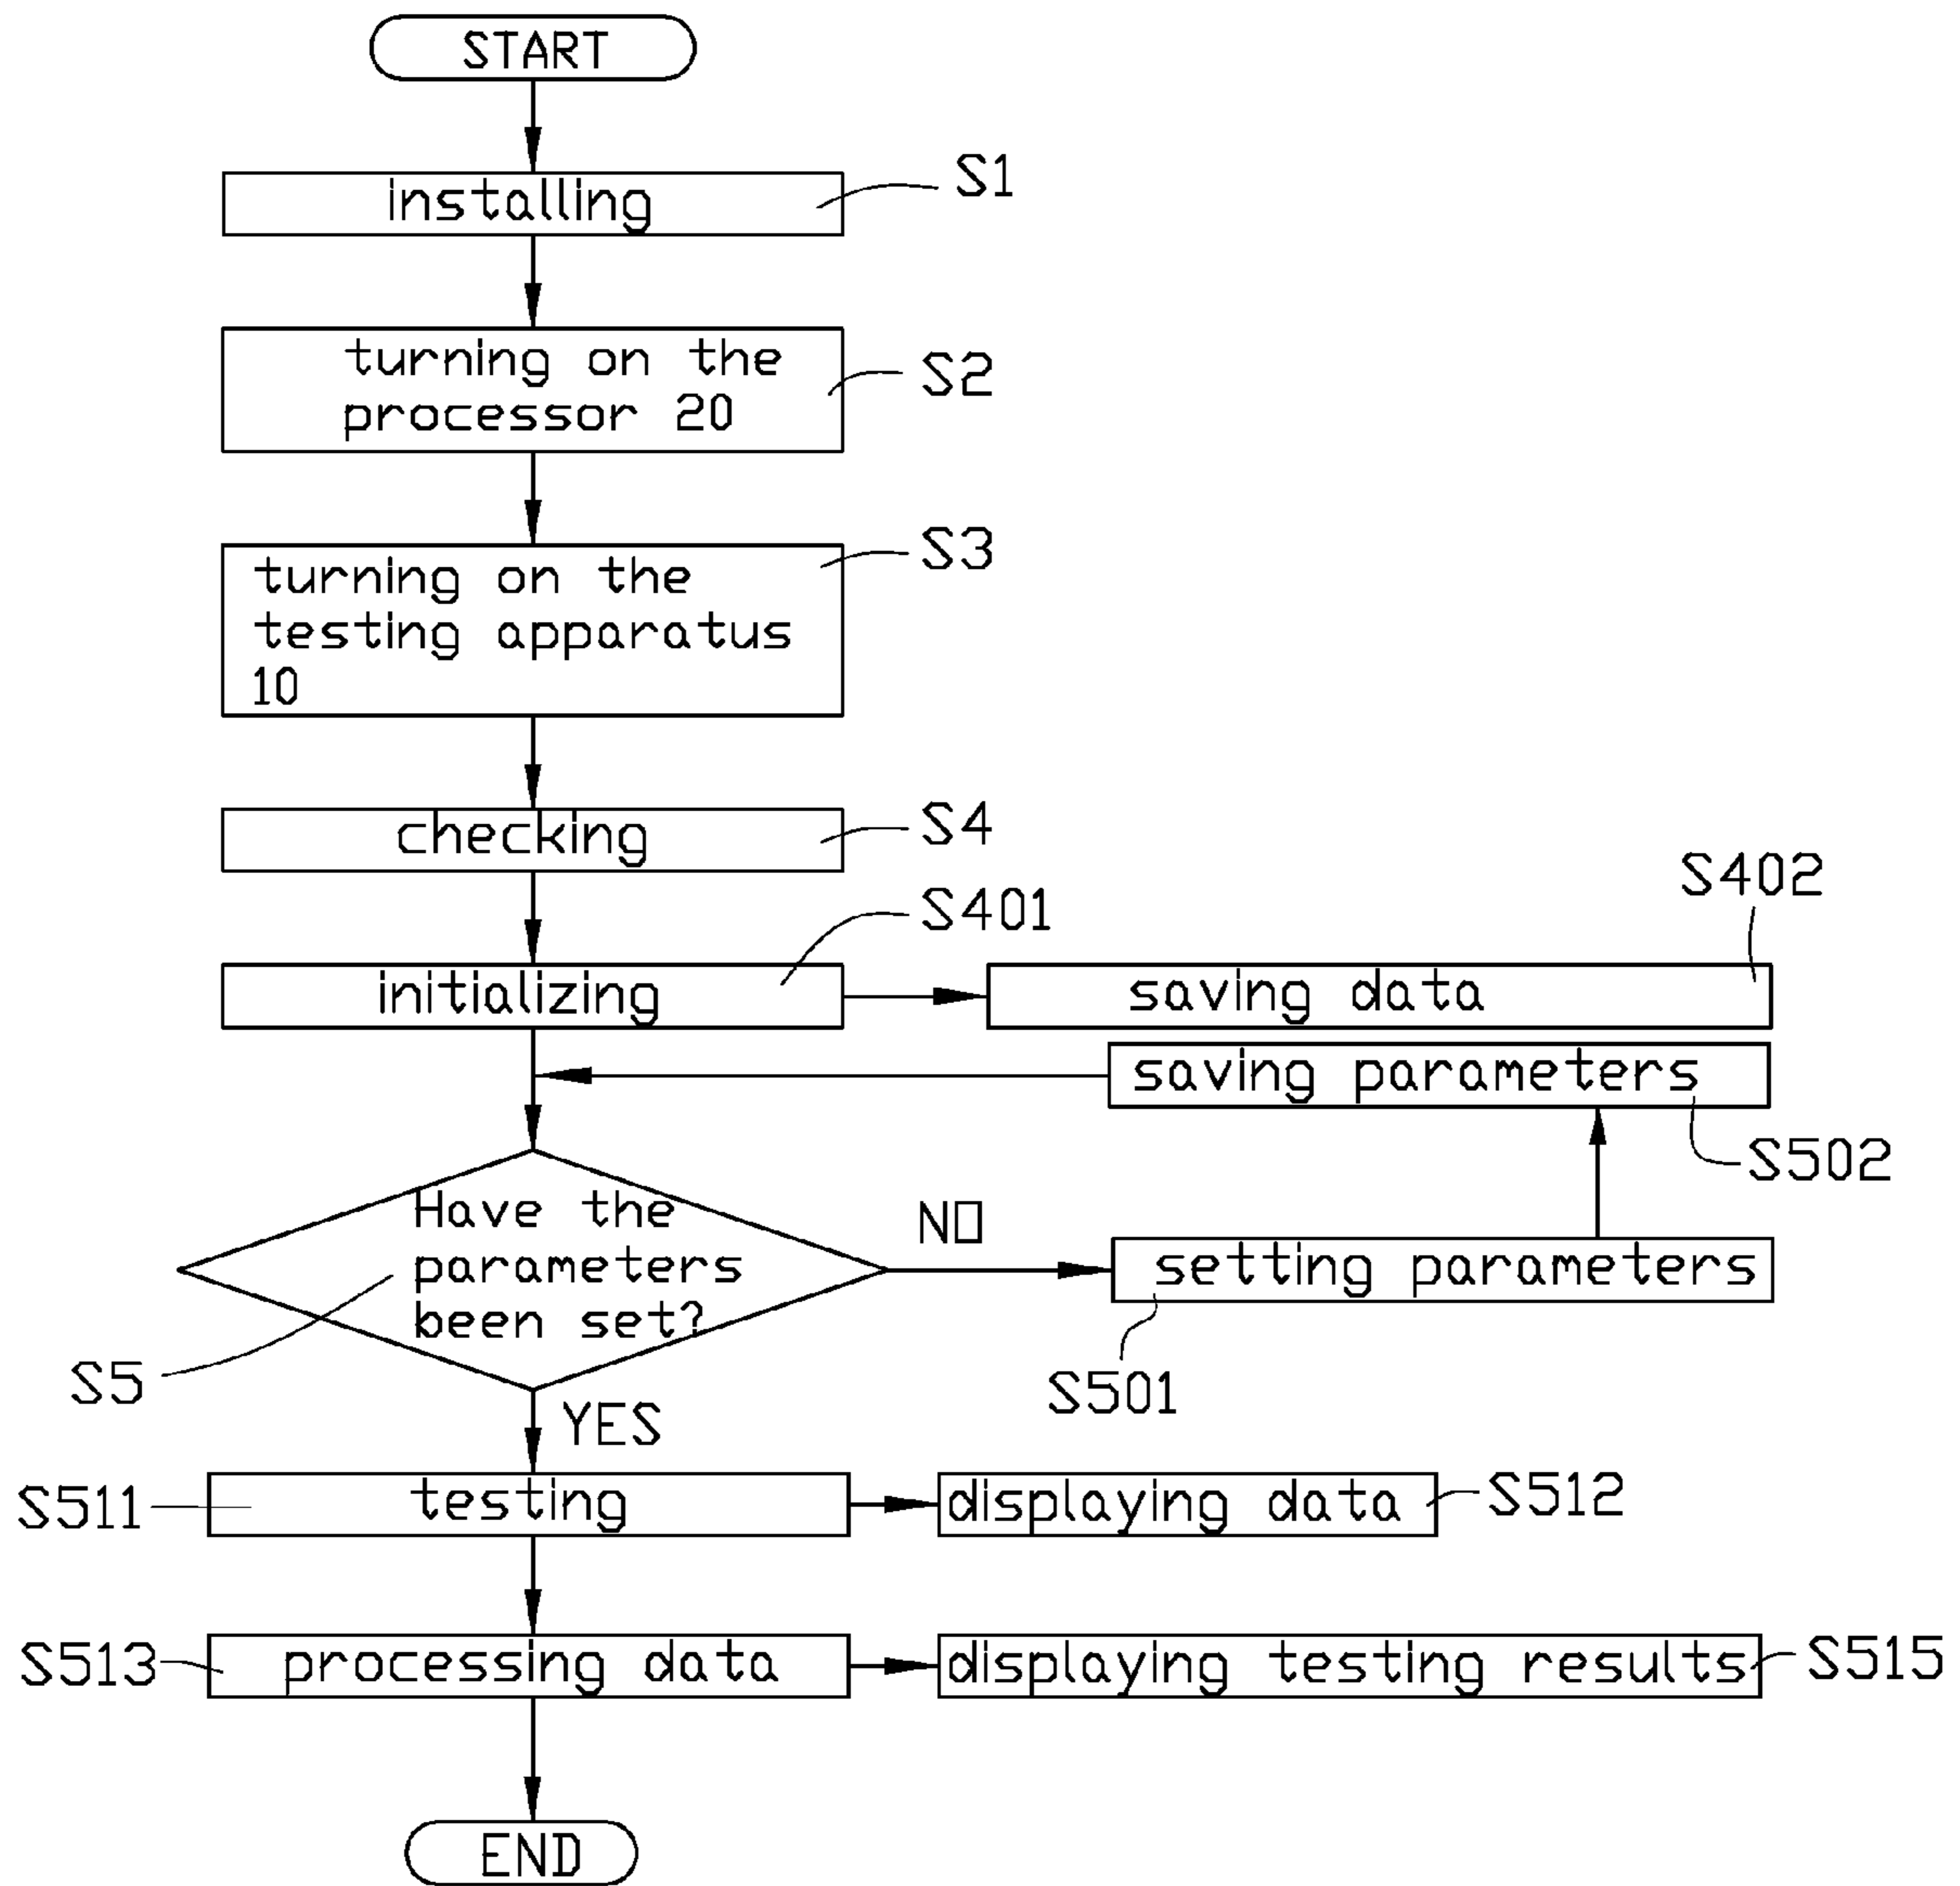 START
installing
S1
turning on the
processor 20
S2
turning on the
testing apparatus
10
S3
checking
S4
S401
S402
initializing
saving data
saving parameters
S502
Have the
parameters
been set?
NO
setting parameters
S5
S501
YES
S511
testing
displaying data
S512
S513
processing data
displaying testing results
S515
END